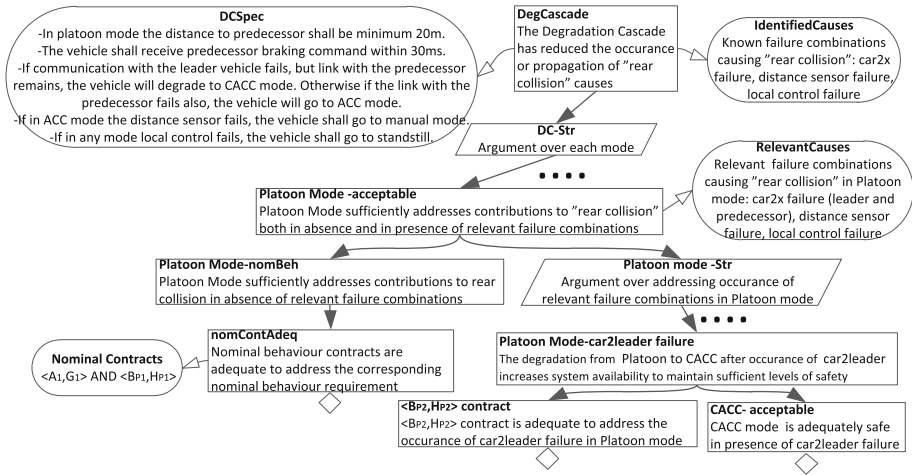 DCSpec
-In platoon mode the distance to predecessor shall be minimum 20m.
-The vehicle shall receive predecessor braking command within 30ms.
-If communication with the leader vehicle fails, but link with the predecessor
remains, the vehicle will degrade to CACC mode. Otherwise if the link with the
predecessor fails also, the vehicle will go to ACC mode.
-If in ACC mode the distance sensor fails, the vehicle shall go to manual mode.
-If in any mode local control fails, the vehicle shall go to standstill.
DegCascade
The Degradation Cascade
has reduced the occurance
or propagation of "rear
collision" causes
IdentifiedCauses
Known failure combinations
causing "rear collision": car2x
failure, distance sensor failure,
local control failure
DC-Str
Argument over each mode
RelevantCauses
Relevant failure combinations
causing "rear collision" in Platoon
mode: car2x failure (leader and
predecessor), distance sensor
failure, local control failure
Platoon Mode -acceptable
Platoon Mode sufficiently addresses contributions to "rear collision"
both in absence and in presence of relevant failure combinations
Platoon Mode-nomBeh
Platoon Mode sufficiently addresses contributions to rear
collision in absence of relevant failure combinations
Platoon mode -Str
Argument over addressing occurance of
relevant failure combinations in Platoon mode
Nominal Contracts
<A1,G1> AND <BP1,HP1>
nomContAdeq
Nominal behaviour contracts are
adequate to address the corresponding
nominal behaviour requirement
Platoon Mode-car2leader failure
The degradation from Platoon to CACC after occurance of car2leader
increases system availability to maintain sufficient levels of safety
<BP2,HP2> contract
<BP2,HP2> contract is adequate to address the
occurance of car2leader failure in Platoon mode
CACC- acceptable
CACC mode is adequately safe
in presence of car2leader failure